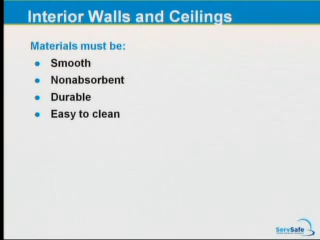 Interior Walls and Ceilings
Materials must be:
Smooth
Nonabsorbent
Durable
Easy to clean
ServSafe